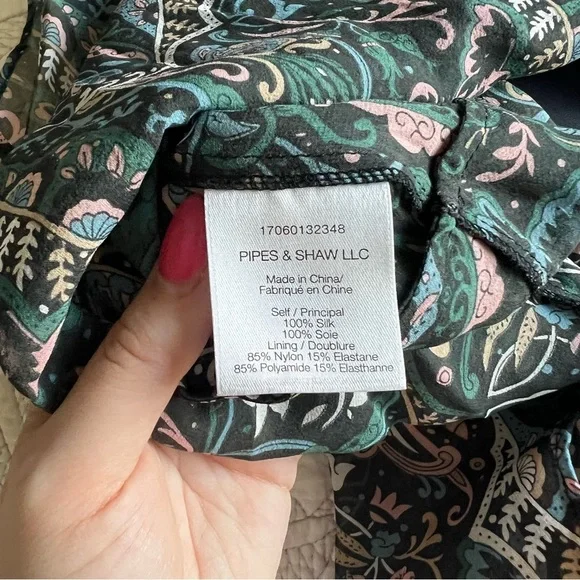 17060132348
PIPES & SHAW LLC
Made in China/
Fabriqué en Chine
Self / Principal
100% Silk
100% Soie
Lining / Doublure
85% Nylon 15% Elastane
85% Polyamide 15% Elasthanne